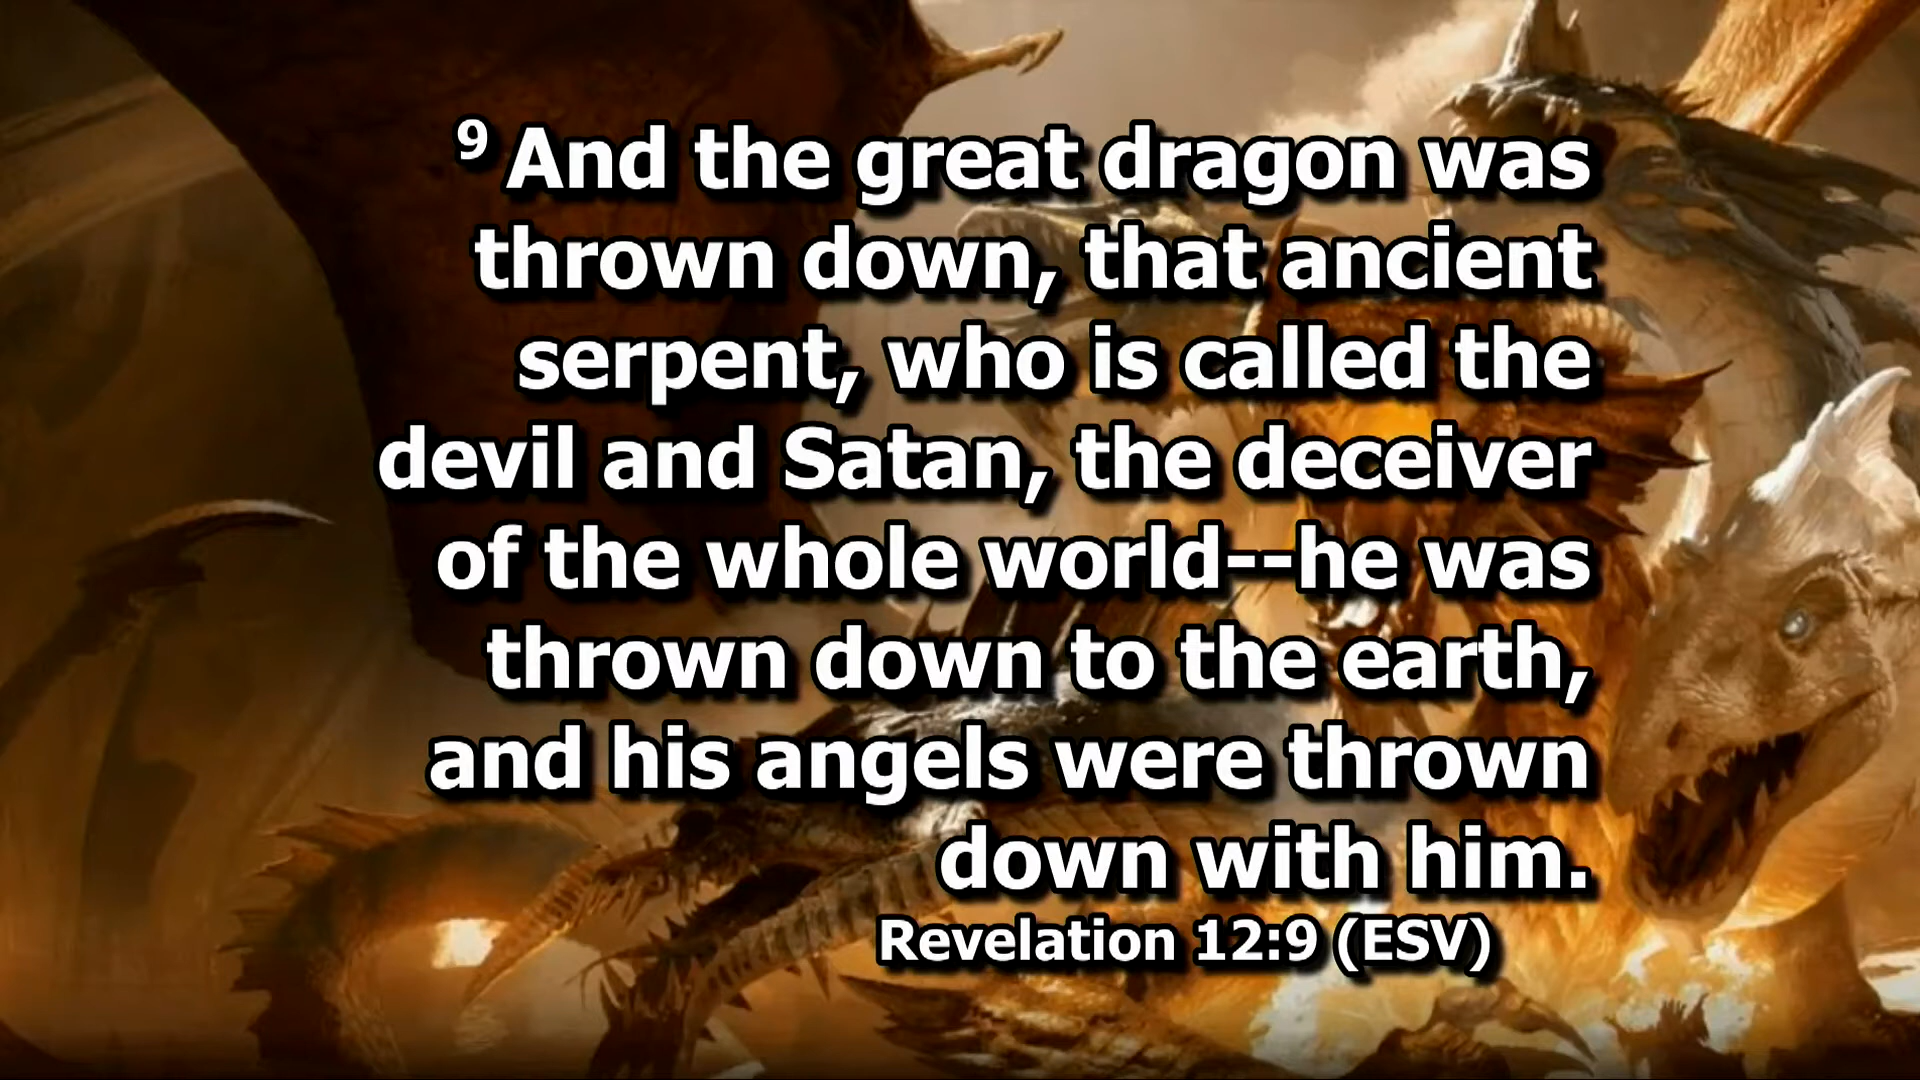 9 And the great dragon was
thrown down, that ancient
serpent, who is called the
devil and Satan, the deceiver
of the whole world--he was
thrown down to the earth,
and his angels were thrown
down with him.
Revelation 12:9 (ESV)